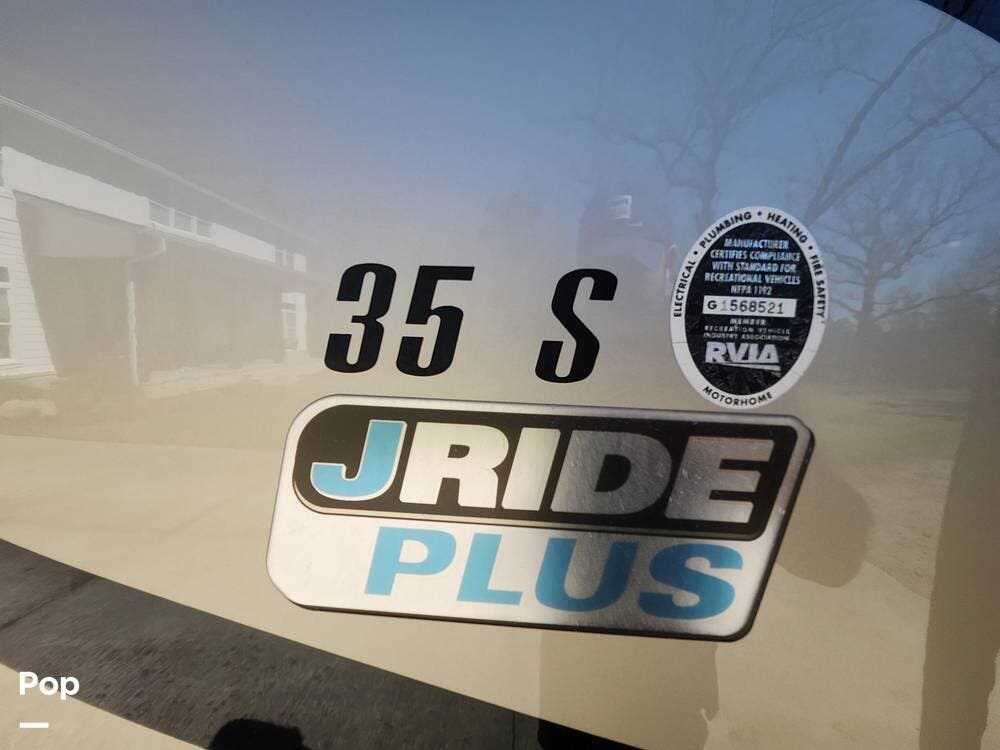 35 S
ELECTRICAL • PLUMBING • HEATING • FIRE SAFETY
MANUFACTURER
CERTIFIES COMPLIANCE
WITH STANDARD FOR
RECREATIONAL VEHICLES
NFPA 1192
G 1568521
MEMBER
RECREATION VEHICLE
INDUSTRY ASSOCIATION
RVIA
MOTORHOME
JRIDE
PLUS
Pop